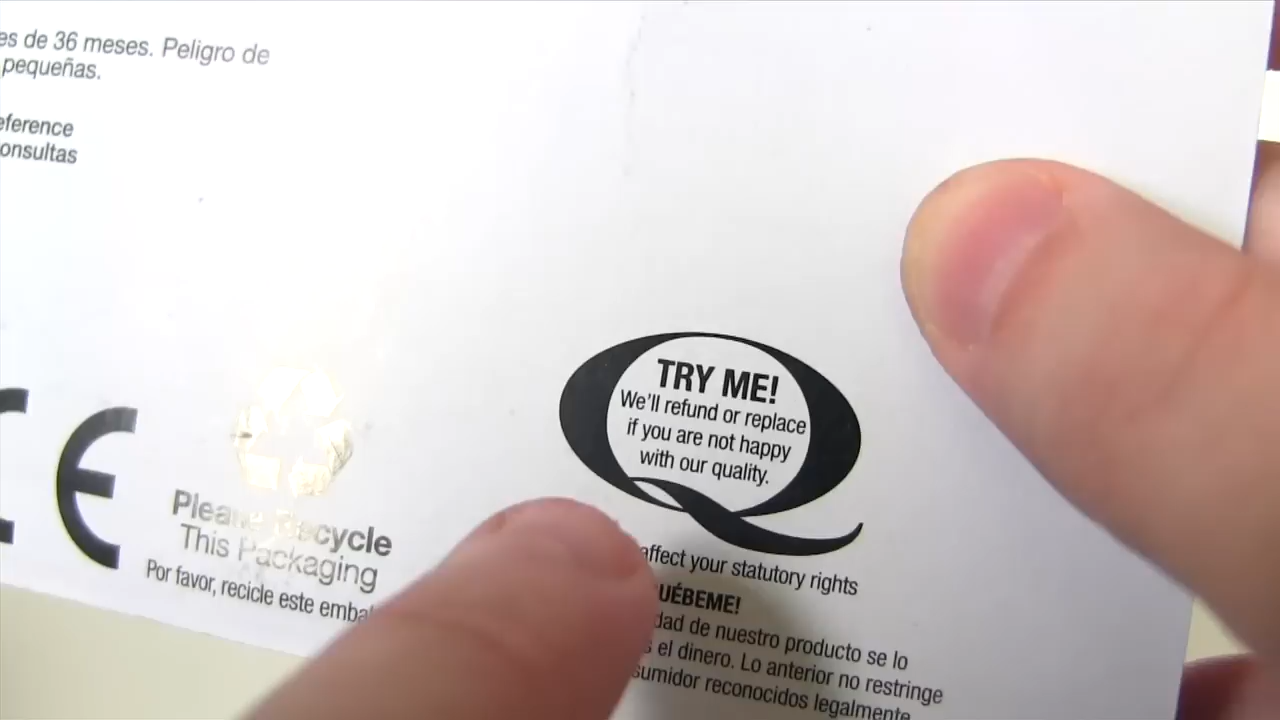 es de 36 meses. Peligro de
pequeñas.
eference
onsultas
CE
Please Recycle
This Packaging
Por favor, recicle este emba
Q
TRY ME!
We'll refund or replace
if you are not happy
with our quality.
affect your statutory rights
UÉBEME!
dad de nuestro producto se lo
s el dinero. Lo anterior no restringe
sumidor reconocidos legalmente